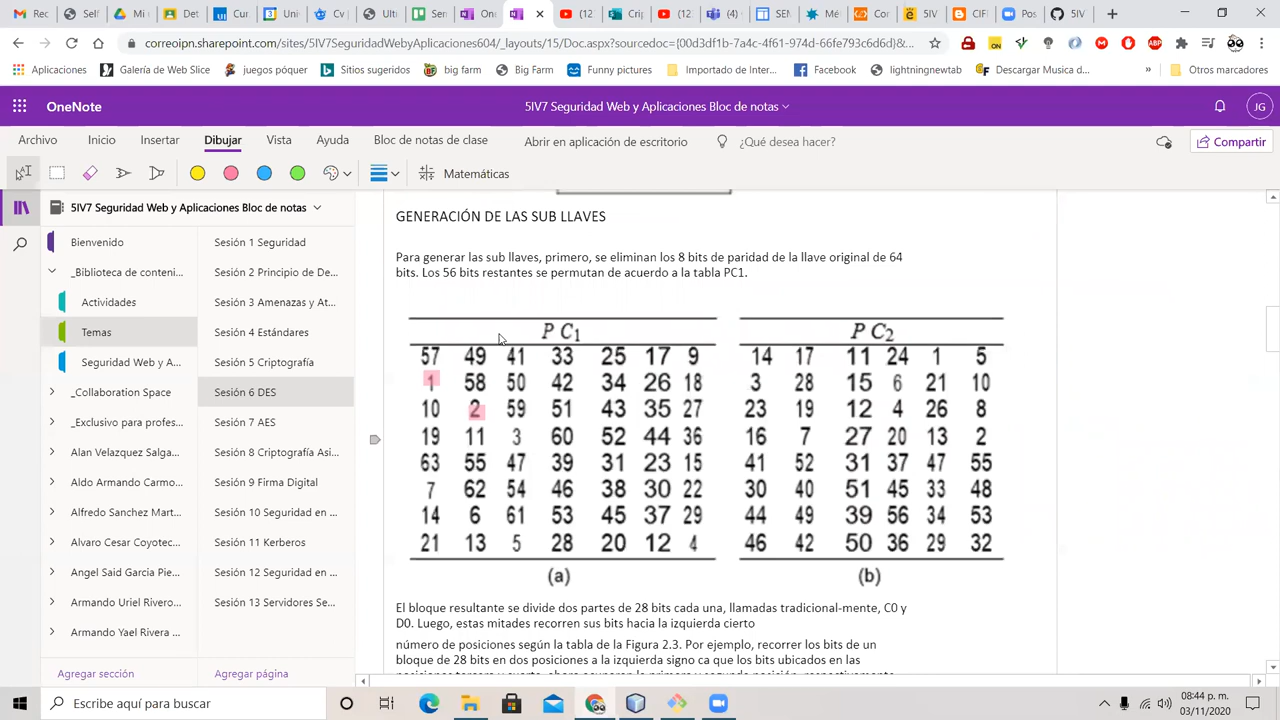 Rec
M
(1
Det
Cu
Ses
Cv
Ult
Sen
On
On
(12
Crip
(12
(4)
SEN
Mé
Co
5IV
CIF
Pos
5IV
correoipn.sharepoint.com/sites/5IV7SeguridadWebyAplicaciones604/_layouts/15/Doc.aspx?sourcedoc={00d3df1b-7a4c-4f61-974d-66fe793c6d6d}&...
Aplicaciones
Galería de Web Slice
juegos póquer
Sitios sugeridos
big farm
Big Farm
Funny pictures
Importado de Inter...
Facebook
lightningnewtab
Descargar Musica d...
»
Otros marcadores
OneNote
5IV7 Seguridad Web y Aplicaciones Bloc de notas
JG
Archivo
Inicio
Insertar
Dibujar
Vista
Ayuda
Bloc de notas de clase
Abrir en aplicación de escritorio
¿Qué desea hacer?
Compartir
Matemáticas
5IV7 Seguridad Web y Aplicaciones Bloc de notas
Bienvenido
_Biblioteca de conteni...
Actividades
Temas
Seguridad Web y A...
_Collaboration Space
_Exclusivo para profes...
Alan Velazquez Salga...
Aldo Armando Carmo...
Alfredo Sanchez Mart...
Alvaro Cesar Coyotec...
Angel Said Garcia Pie...
Armando Uriel Rivero...
Armando Yael Rivera ...
Agregar sección
Sesión 1 Seguridad
Sesión 2 Principio de De...
Sesión 3 Amenazas y At...
Sesión 4 Estándares
Sesión 5 Criptografía
Sesión 6 DES
Sesión 7 AES
Sesión 8 Criptografía Asi...
Sesión 9 Firma Digital
Sesión 10 Seguridad en ...
Sesión 11 Kerberos
Sesión 12 Seguridad en ...
Sesión 13 Servidores Se...
Agregar página
GENERACIÓN DE LAS SUB LLAVES
Para generar las sub llaves, primero, se eliminan los 8 bits de paridad de la llave original de 64
bits. Los 56 bits restantes se permutan de acuerdo a la tabla PC1.
P C1
57 49 41 33 25 17 9
1 58 50 42 34 26 18
10 2 59 51 43 35 27
19 11 3 60 52 44 36
63 55 47 39 31 23 15
7 62 54 46 38 30 22
14 6 61 53 45 37 29
21 13 5 28 20 12 4
(a)
P C2
14 17 11 24 1 5
3 28 15 6 21 10
23 19 12 4 26 8
16 7 27 20 13 2
41 52 31 37 47 55
30 40 51 45 33 48
44 49 39 56 34 53
46 42 50 36 29 32
(b)
El bloque resultante se divide dos partes de 28 bits cada una, llamadas tradicional-mente, C0 y
D0. Luego, estas mitades recorren sus bits hacia la izquierda cierto
número de posiciones según la tabla de la Figura 2.3. Por ejemplo, recorrer los bits de un
bloque de 28 bits en dos posiciones a la izquierda signo ca que los bits ubicados en las
Escribe aquí para buscar
08:44 p. m.
03/11/2020